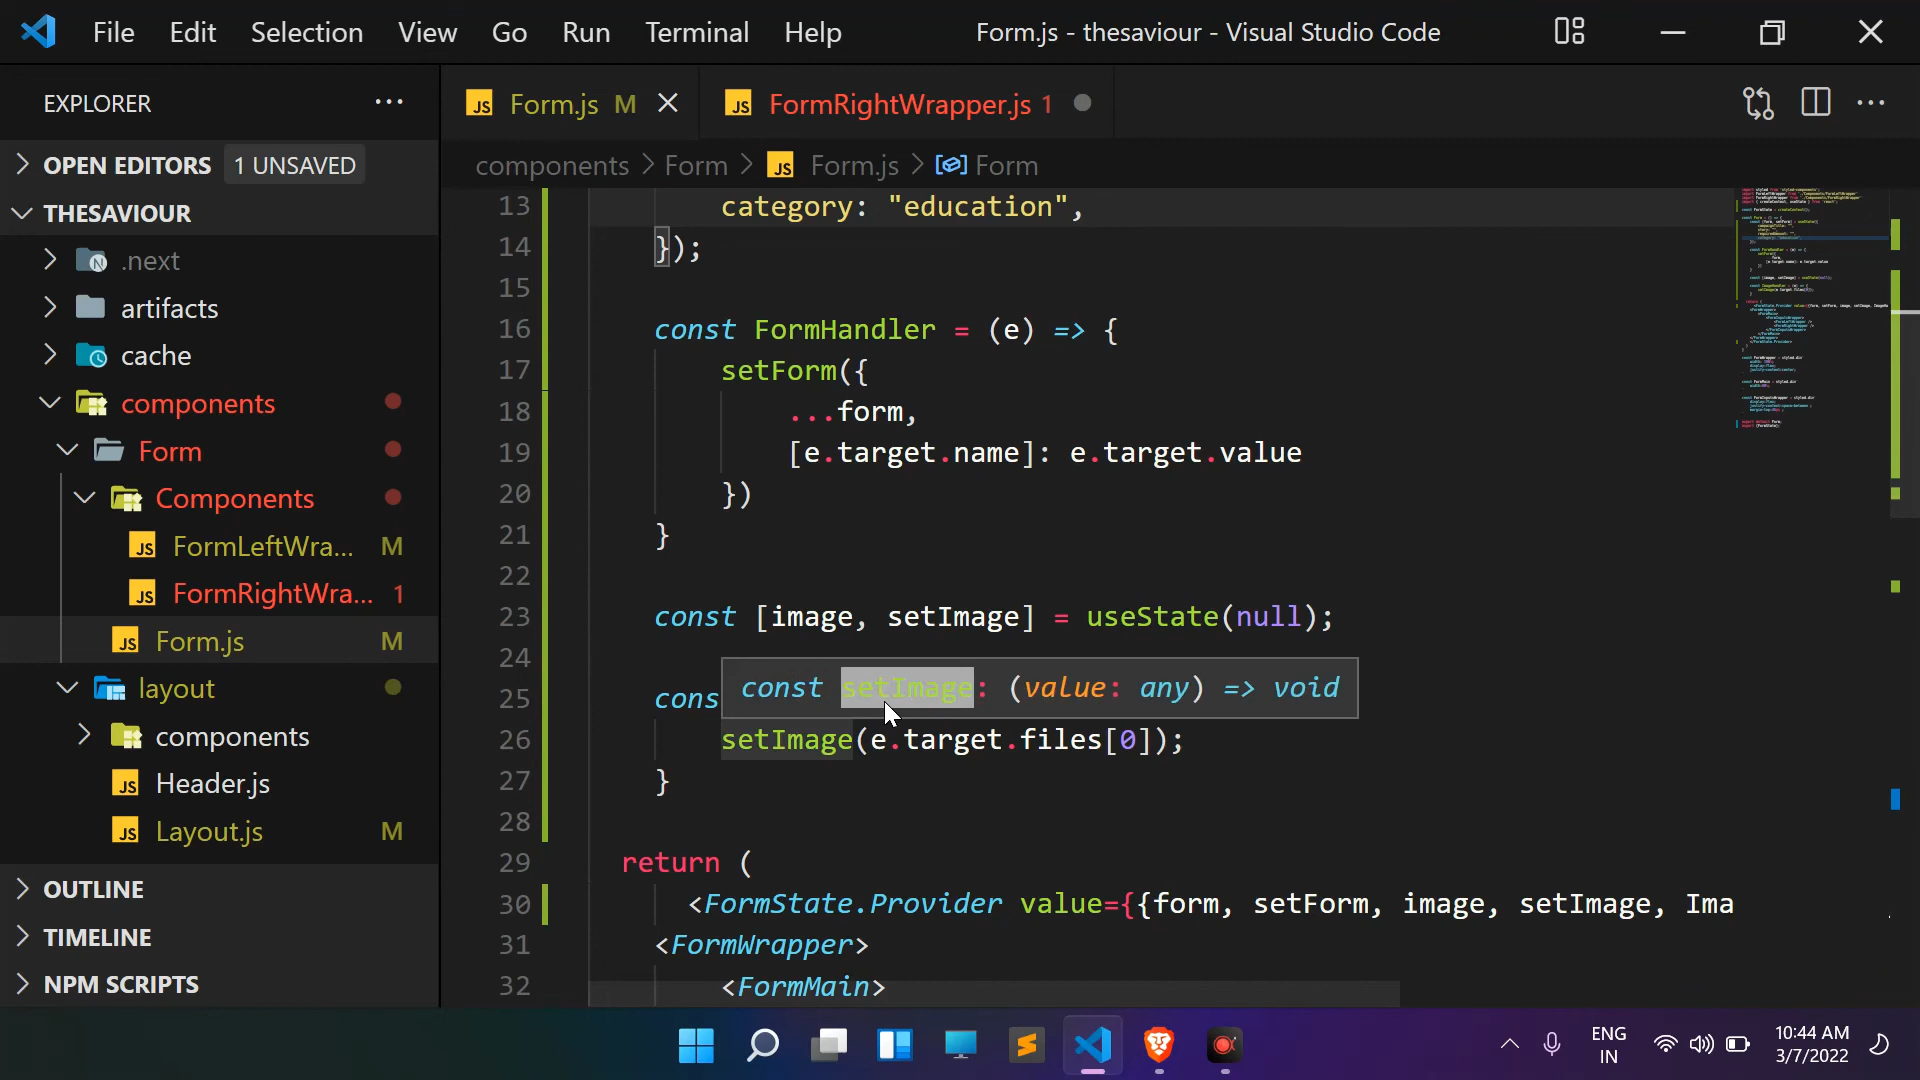 File Edit Selection View Go Run Terminal Help
Form.js - thesaviour - Visual Studio Code
EXPLORER
OPEN EDITORS 1 UNSAVED
THESAVIOUR
.next
artifacts
cache
components
Form
Components
FormLeftWra... M
FormRightWra... 1
Form.js M
layout
components
Header.js
Layout.js M
OUTLINE
TIMELINE
NPM SCRIPTS
JS Form.js M
JS FormRightWrapper.js 1
components > Form > JS Form.js > Form
13 category: "education",
14 });
15
16 const FormHandler = (e) => {
17 setForm({
18 ...form,
19 [e.target.name]: e.target.value
20 })
21 }
22
23 const [image, setImage] = useState(null);
24
const setImage: (value: any) => void
25 cons
26 setImage(e.target.files[0]);
27 }
28
29 return (
30 <FormState.Provider value={{form, setForm, image, setImage, Ima
31 <FormWrapper>
32 <FormMain>
ENG
IN
10:44 AM
3/7/2022